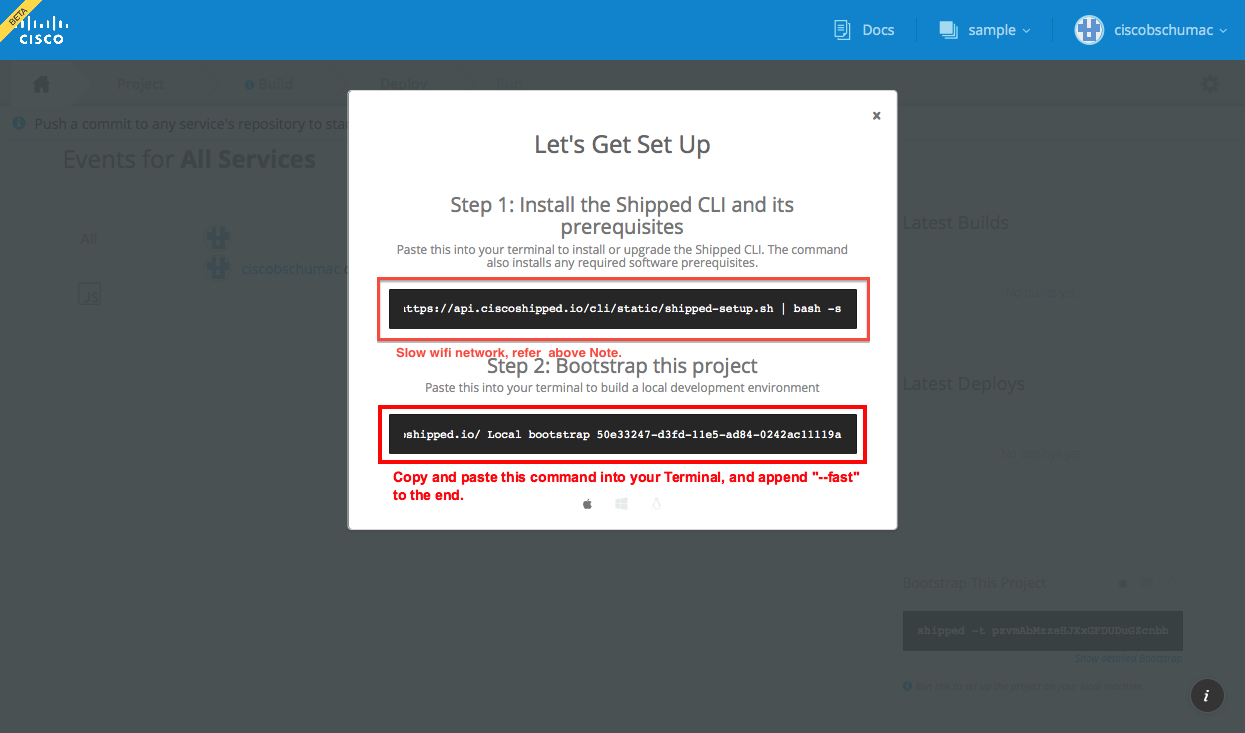 BETA
CISCO
Docs
sample
ciscobschumac
Project
Build
Deploy
Push a commit to any service's repository to sta
Events for All Services
All
ciscobschumac
JS
Latest Builds
Latest Deploys
Bootstrap This Project
x
Let's Get Set Up
Step 1: Install the Shipped CLI and its
prerequisites
Paste this into your terminal to install or upgrade the Shipped CLI. The command
also installs any required software prerequisites.
ttps://api.ciscoshipped.io/cli/static/shipped-setup.sh | bash -s
Slow wifi network, refer above Note.
Step 2: Bootstrap this project
Paste this into your terminal to build a local development environment
shipped.io/ Local bootstrap 50e33247-d3fd-11e5-ad84-0242ac11119a
Copy and paste this command into your Terminal, and append "--fast"
to the end.
shipped -t
i